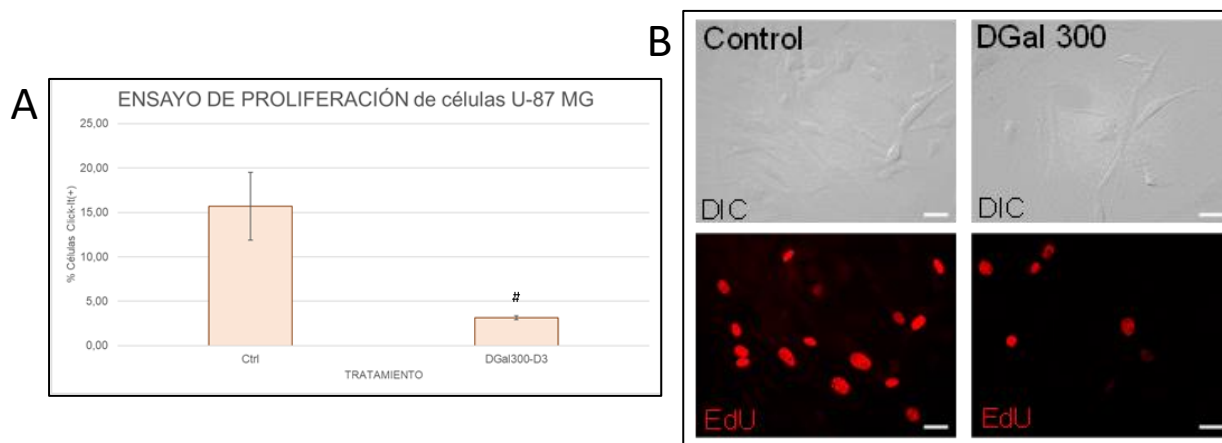 A
ENSAYO DE PROLIFERACIÓN de células U-87 MG
25,00
20,00
15,00
10,00
5,00
0,00
% Células Click-It(+)
#
Ctrl
DGal300-D3
TRATAMIENTO
B
Control
DGal 300
DIC
DIC
EdU
EdU